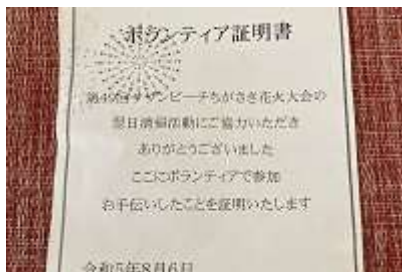 ボランティア証明書
第49回サザンビーチちがさき花火大会の
翌日清掃活動にご協力いただき
ありがとうございました
ここにボランティアで参加
お手伝いしたことを証明いたします
令和5年8月6日